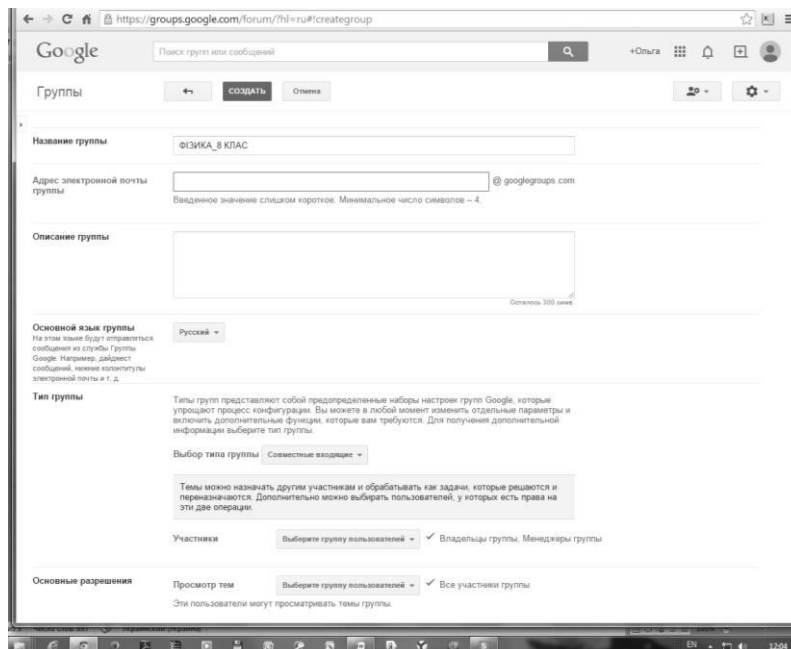 https://groups.google.com/forum/?hl=ru#!creategroup
Google
Поиск групп или сообщений
+Ольга
Группы
СОЗДАТЬ
Отмена
Название группы
ФІЗИКА_8 КЛАС
Адрес электронной почты группы
@ googlegroups.com
Введенное значение слишком короткое. Минимальное число символов – 4.
Описание группы
Осталось 300 симв.
Основной язык группы
На этом языке будут отправляться
сообщения из службы Группы
Google. Например, дайджест
сообщений, нижние колонтитулы
электронной почты и т. д.
Русский
Тип группы
Типы групп представляют собой предопределенные наборы настроек групп Google, которые
упрощают процесс конфигурации. Вы можете в любой момент изменить отдельные параметры и
включить дополнительные функции, которые вам требуются. Для получения дополнительной
информации выберите тип группы.
Выбор типа группы Совместные входящие
Темы можно назначать другим участникам и обрабатывать как задачи, которые решаются и
переназначаются. Дополнительно можно выбирать пользователей, у которых есть права на
эти две операции.
Участники Выберите группу пользователей ✓ Владельцы группы, Менеджеры группы
Основные разрешения
Просмотр тем Выберите группу пользователей ✓ Все участники группы
Эти пользователи могут просматривать темы группы.
EN 12:04